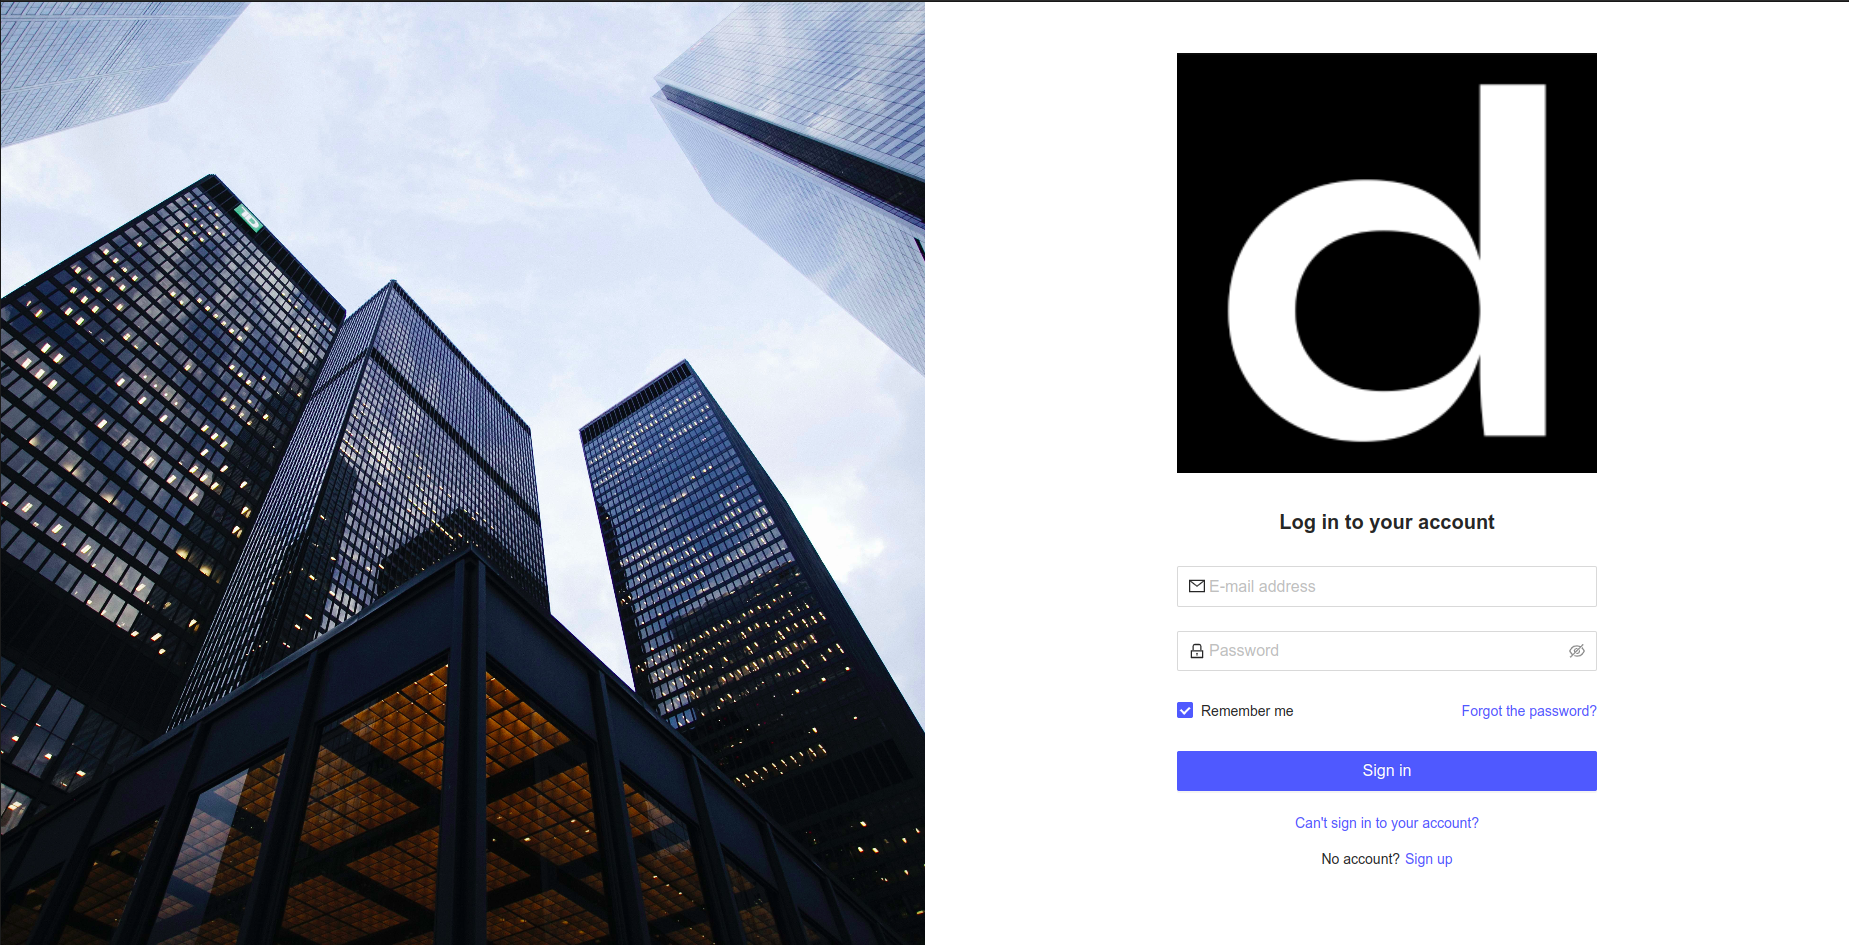 TD
d
Log in to your account
E-mail address
Password
Remember me
Forgot the password?
Sign in
Can't sign in to your account?
No account? Sign up